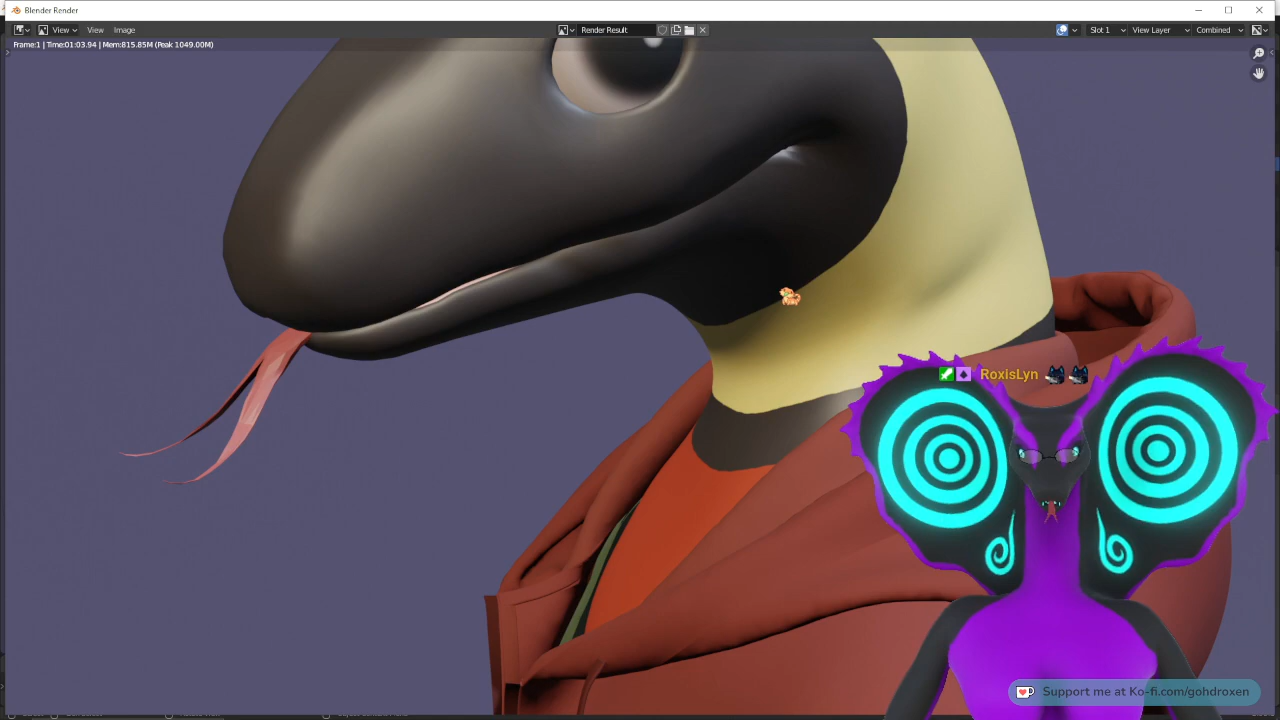 Blender Render
View View Image Render Result Slot 1 View Layer Combined
Frame:1 | Time:01:03.94 | Mem:815.85M (Peak 1049.00M)
RoxisLyn
Support me at Ko-fi.com/gohdroxen